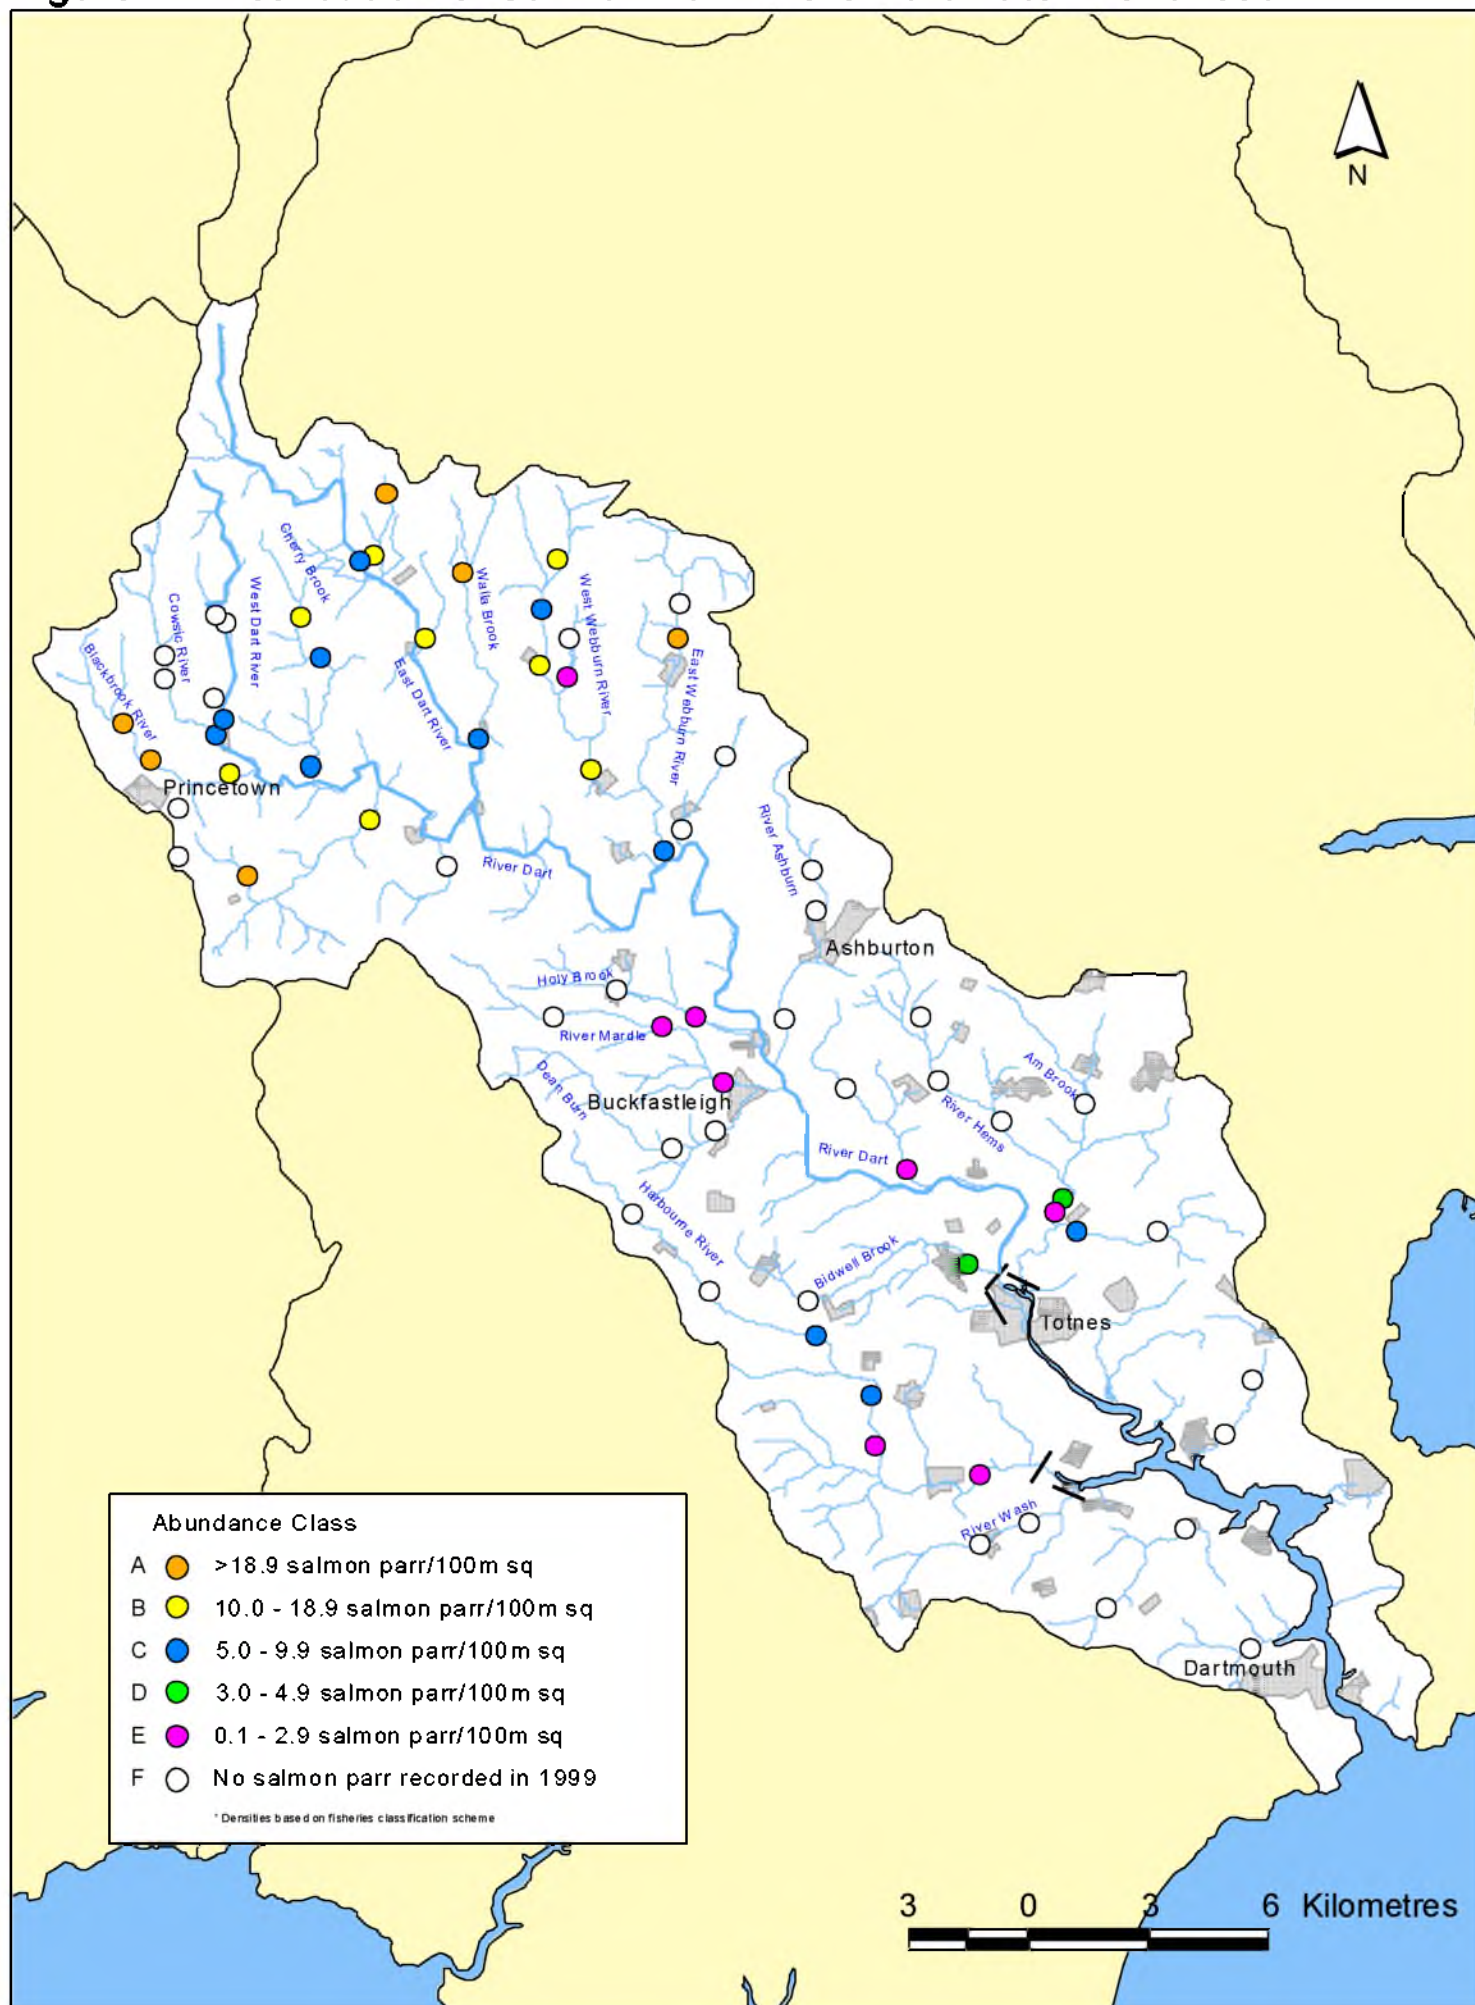 N
Cherry Brook
West Dart River
Cowsic River
Blackbrook River
Walla Brook
West Webburn River
East Dart River
East Webburn River
Princetown
River Dart
River Ashburn
Ashburton
Holy Brook
River Mardle
Dean Burn
Buckfastleigh
Am Brook
River Hems
River Dart
Harbourne River
Bidwell Brook
Totnes
River Wash
Dartmouth
Abundance Class
A >18.9 salmon parr/100m sq
B 10.0 - 18.9 salmon parr/100m sq
C 5.0 - 9.9 salmon parr/100m sq
D 3.0 - 4.9 salmon parr/100m sq
E 0.1 - 2.9 salmon parr/100m sq
F No salmon parr recorded in 1999
* Densities based on fisheries classification scheme
3 0 3 6 Kilometres